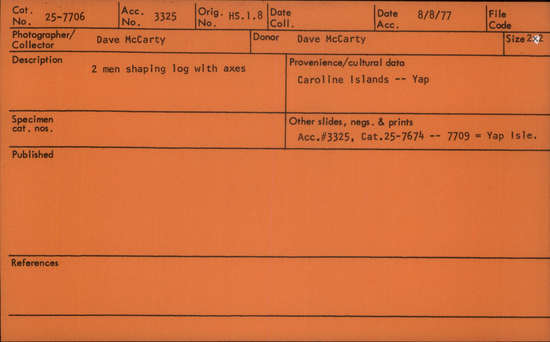 Cat. No. 25-7706 Acc. No. 3325 Orig. No. HS.1.8 Date Coll. Date Acc. 8/8/77 File Code
Photographer/Collector Dave McCarty Donor Dave McCarty Size
Description 2 men shaping log with axes Provenience/cultural data
Caroline Islands -- Yap
Specimen cat. nos. Other slides, negs. & prints
Acc.#3325, Cat.25-7674 -- 7709 = Yap Isle.
Published
References